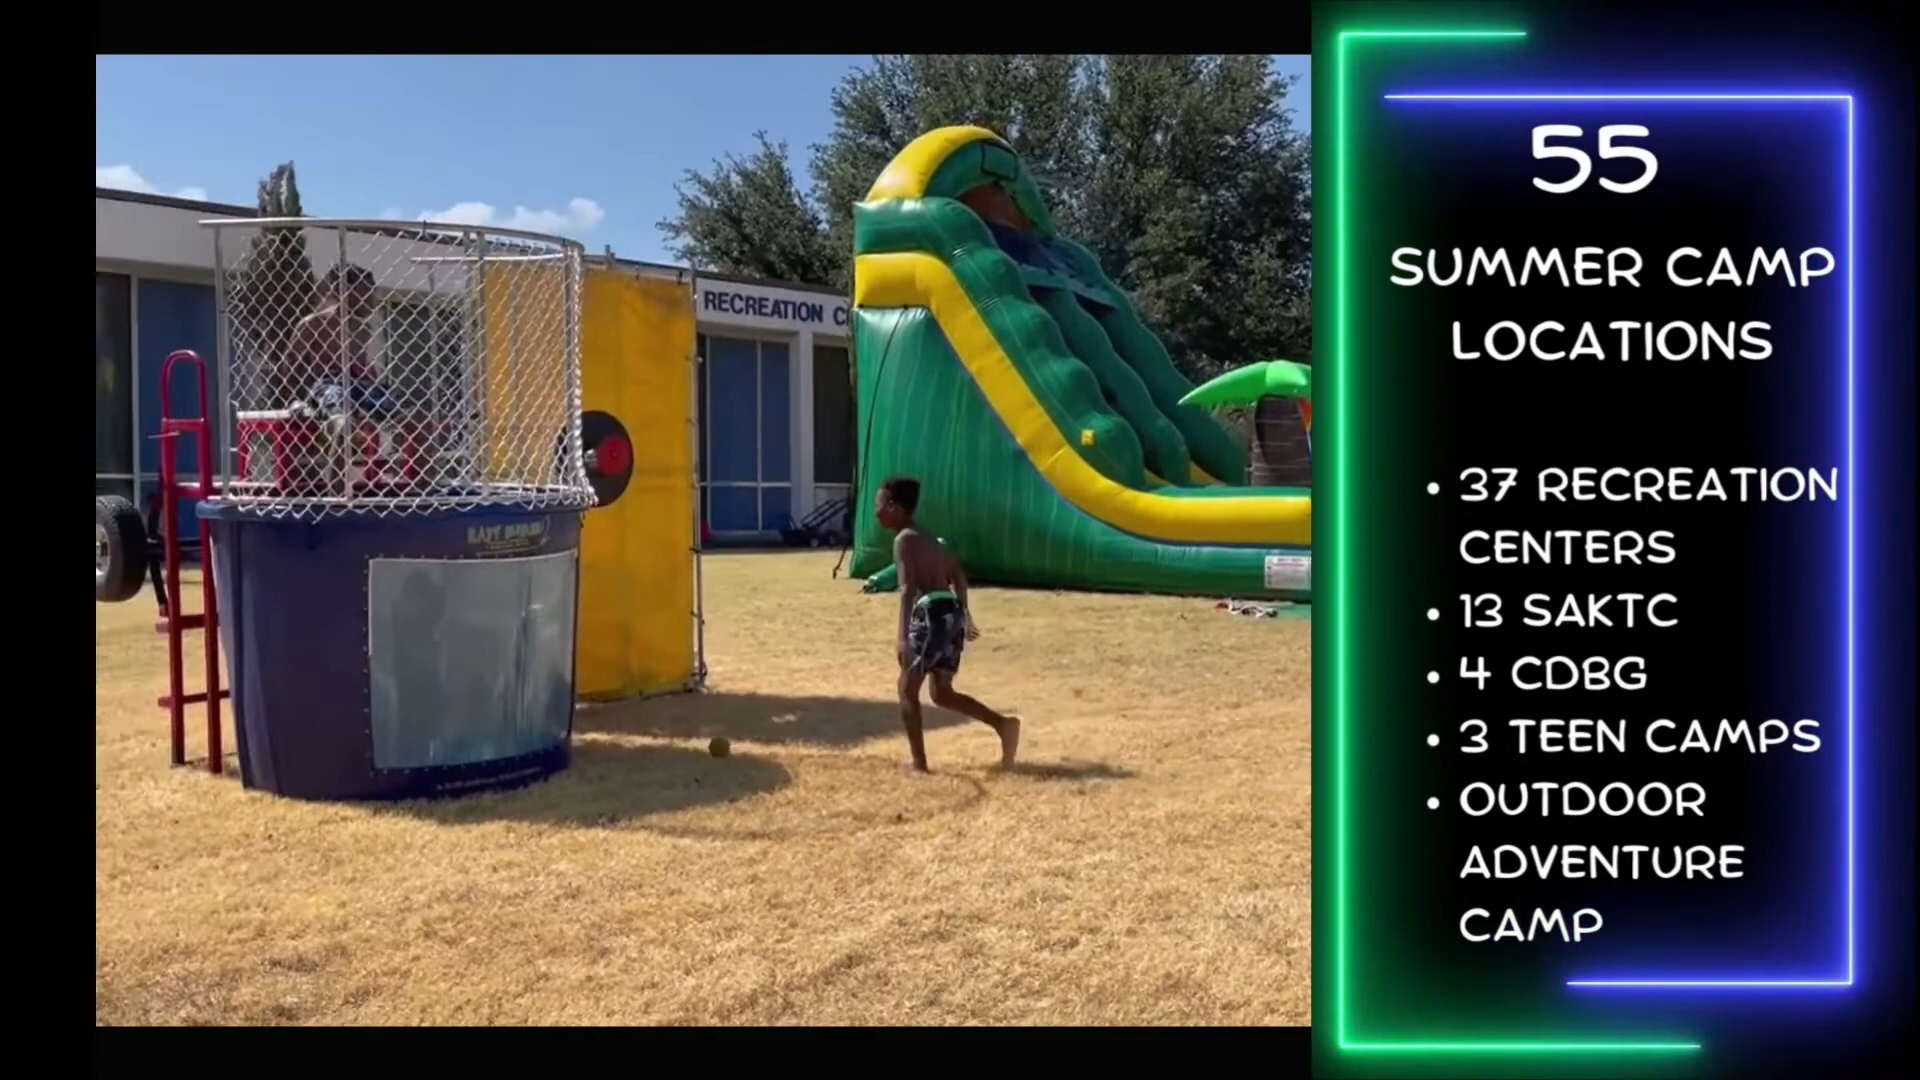 RECREATION C
55
SUMMER CAMP
LOCATIONS
• 37 RECREATION
CENTERS
• 13 SAKTC
• 4 CDBG
• 3 TEEN CAMPS
• OUTDOOR
ADVENTURE
CAMP